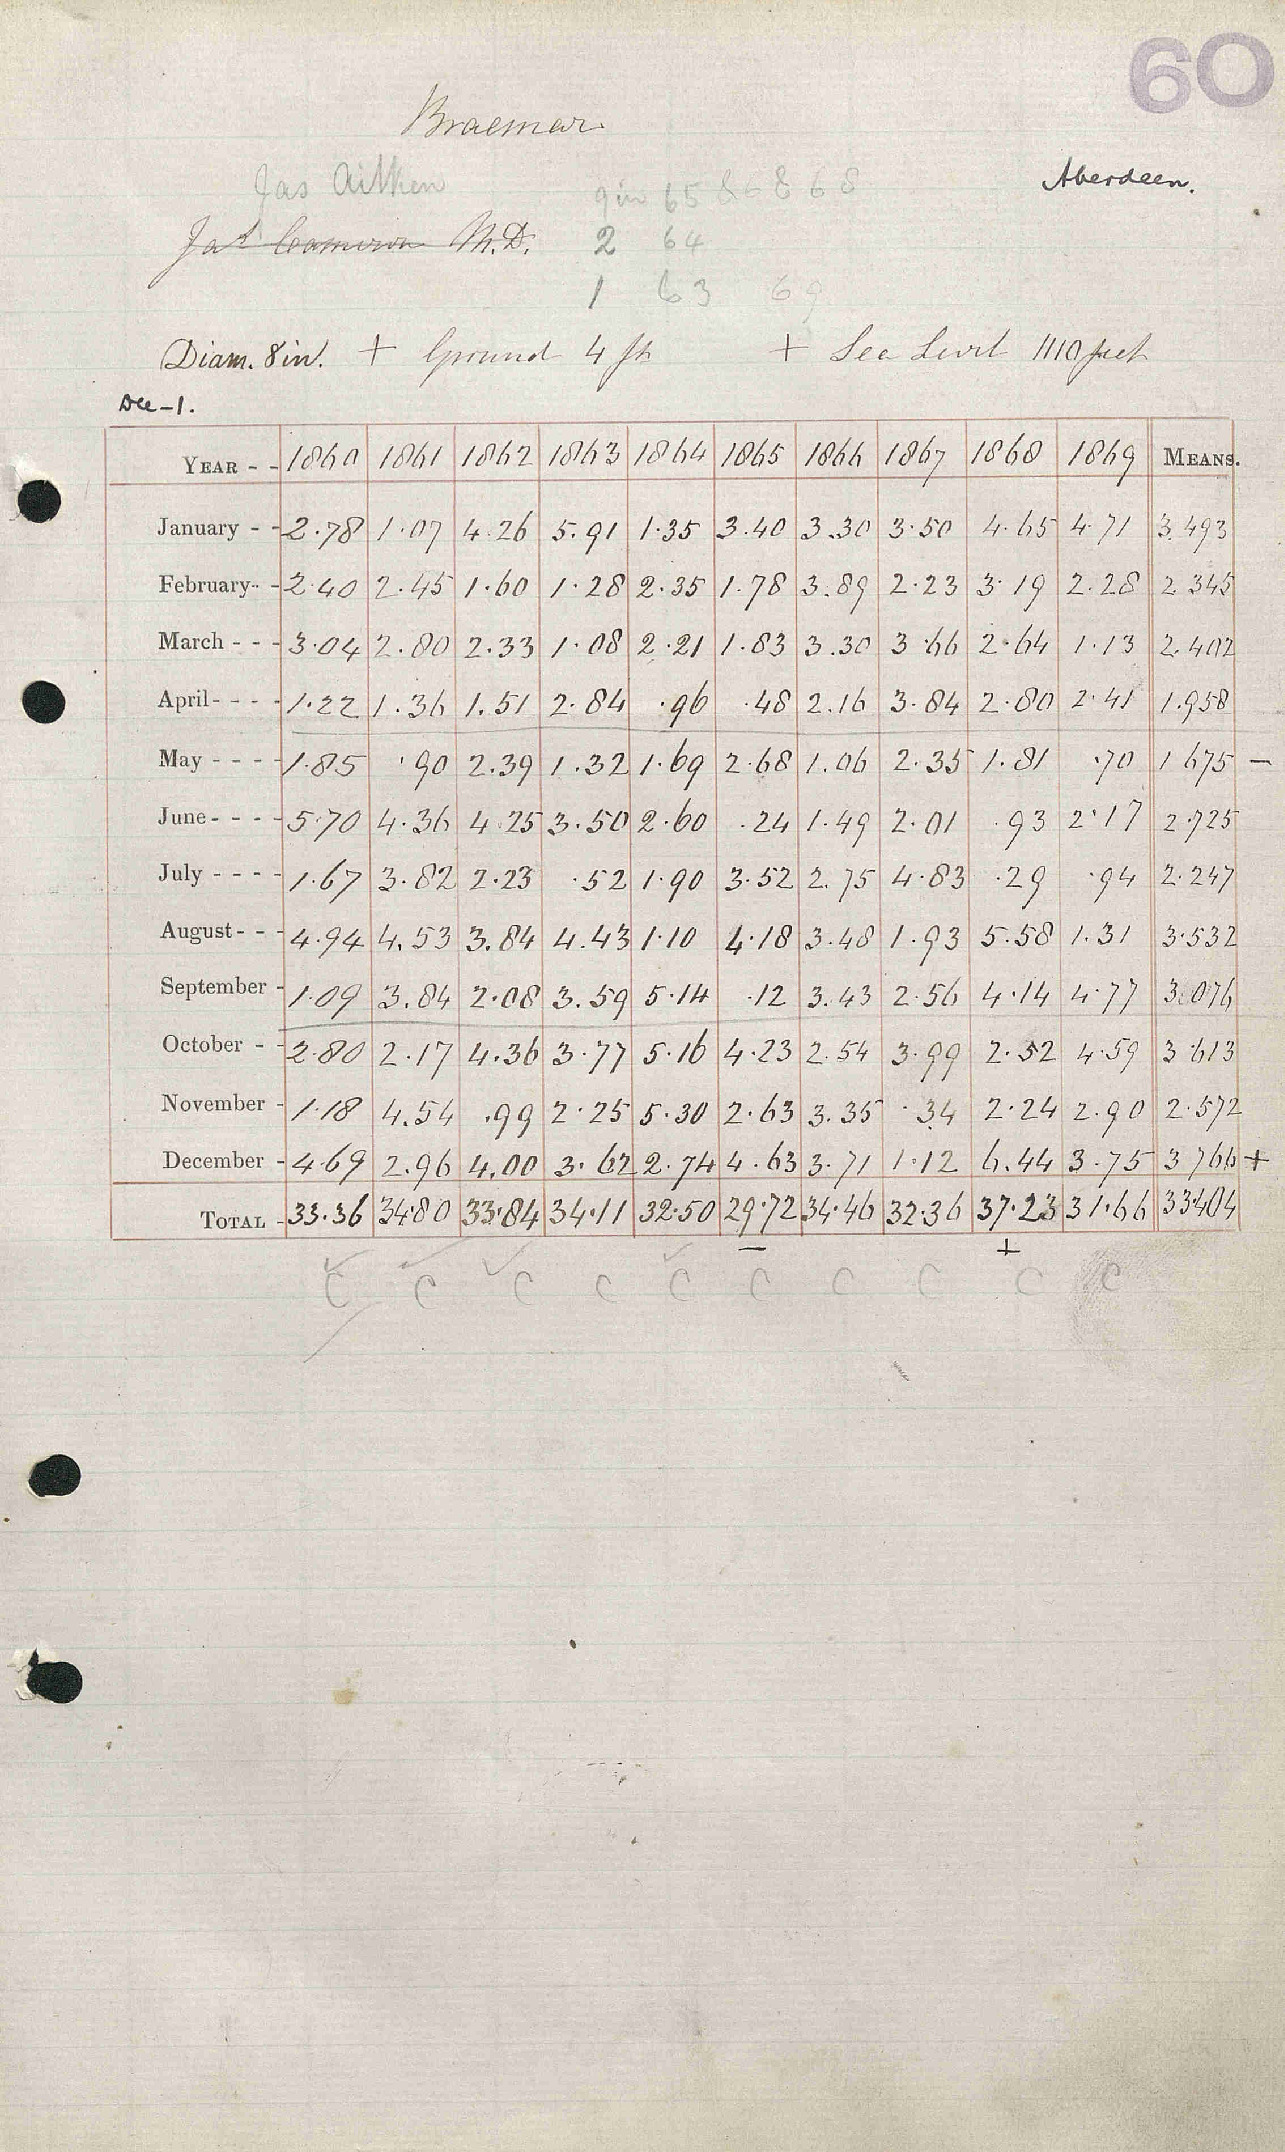 60
Braemar
Jas Aitken
Aberdeen.
Jas Cameron M.D.
2 64
1 63 69
Diam. 8 in. + Ground 4 ft + Sea Level 1110 feet
Dee-1.
YEAR - - 1860 1861 1862 1863 1864 1865 1866 1867 1868 1869 MEANS.
January - - 2.78 1.07 4.26 5.91 1.35 3.40 3.30 3.50 4.65 4.71 3.493
February - - 2.40 2.45 1.60 1.28 2.35 1.78 3.89 2.23 3.19 2.28 2.345
March - - - 3.04 2.80 2.33 1.08 2.21 1.83 3.30 3.66 2.64 1.13 2.402
April - - - - 1.22 1.36 1.51 2.84 .96 .48 2.16 3.84 2.80 2.41 1.958
May - - - - 1.85 .90 2.39 1.32 1.69 2.68 1.06 2.35 1.81 .70 1 675 -
June - - - - 5.70 4.36 4.25 3.50 2.60 .24 1.49 2.01 .93 2.17 2.725
July - - - - 1.67 3.82 2.23 .52 1.90 3.52 2.75 4.83 .29 .94 2.247
August - - - 4.94 4.53 3.84 4.43 1.10 4.18 3.48 1.93 5.58 1.31 3.532
September - 1.09 3.84 2.08 3.59 5.14 .12 3.43 2.56 4.14 4.77 3.076
October - - 2.80 2.17 4.36 3.77 5.16 4.23 2.54 3.99 2.52 4.59 3.613
November - 1.18 4.54 .99 2.25 5.30 2.63 3.35 .34 2.24 2.90 2.572
December - 4.69 2.96 4.00 3.62 2.74 4.63 3.71 1.12 6.44 3.75 3 766 +
TOTAL - 33.36 34.80 33.84 34.11 32.50 29.72 34.46 32.36 37.23 31.66 33404
- +
C C C C C C C C C C